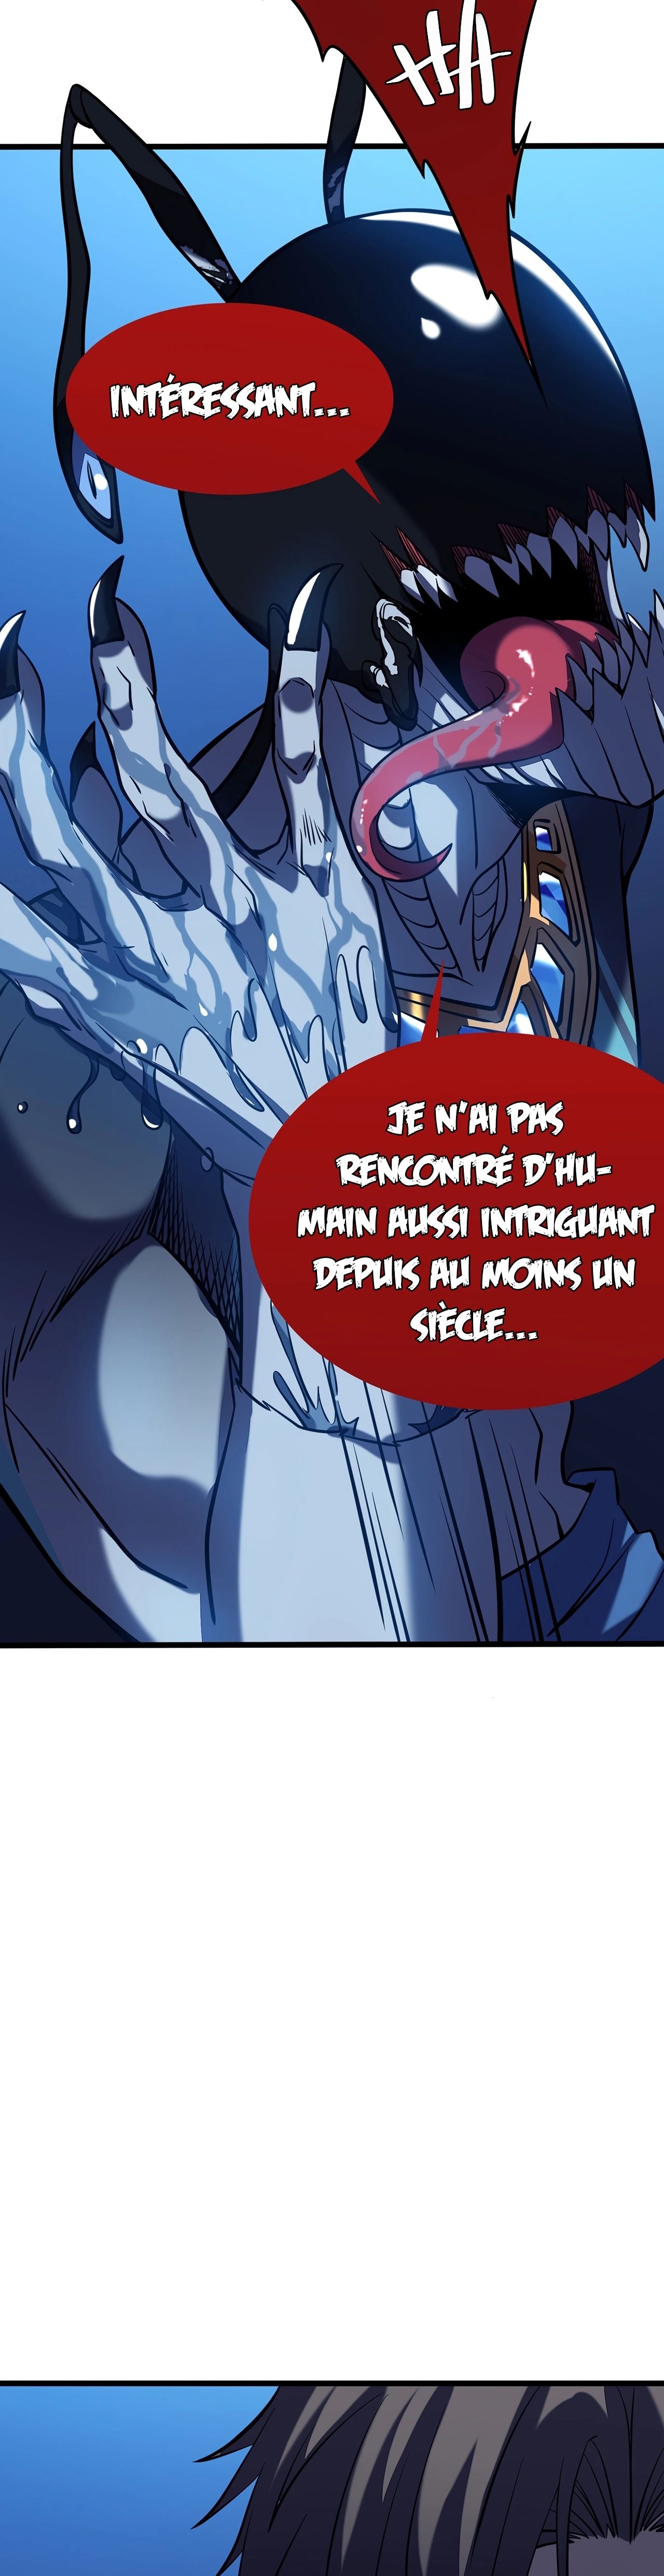 HA
INTÉRESSANT...
JE N'AI PAS
RENCONTRÉ D'HU-
MAIN AUSSI INTRIGUANT
DEPUIS AU MOINS UN
SIÈCLE...